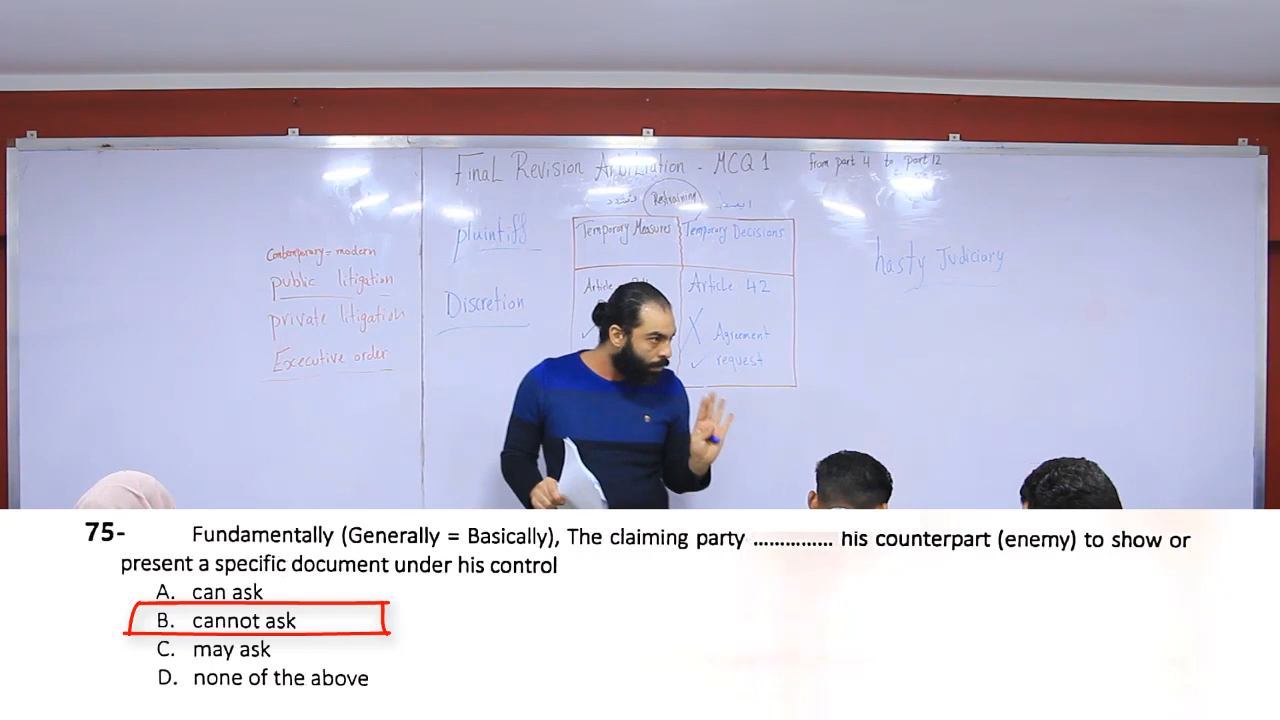 Final Revision Arbitration - MCQ 1
from part 4 to part 12
Restraining
pluintiff
Temporary Measures
Temporary Decisions
hasty Judiciary
Contemporary = modern
public litigation
private litigation
Executive order
Discretion
Article
Article 42
X Agreement
✓ request
75- Fundamentally (Generally = Basically), The claiming party ............... his counterpart (enemy) to show or
present a specific document under his control
A. can ask
B. cannot ask
C. may ask
D. none of the above